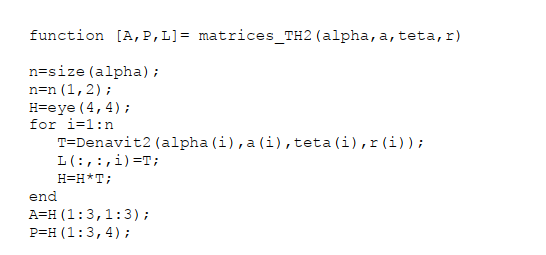 function [A,P,L]= matrices_TH2(alpha,a,teta,r)
n=size(alpha);
n=n(1,2);
H=eye(4,4);
for i=1:n
T=Denavit2(alpha(i),a(i),teta(i),r(i));
L(:,:,i)=T;
H=H*T;
end
A=H(1:3,1:3);
P=H(1:3,4);